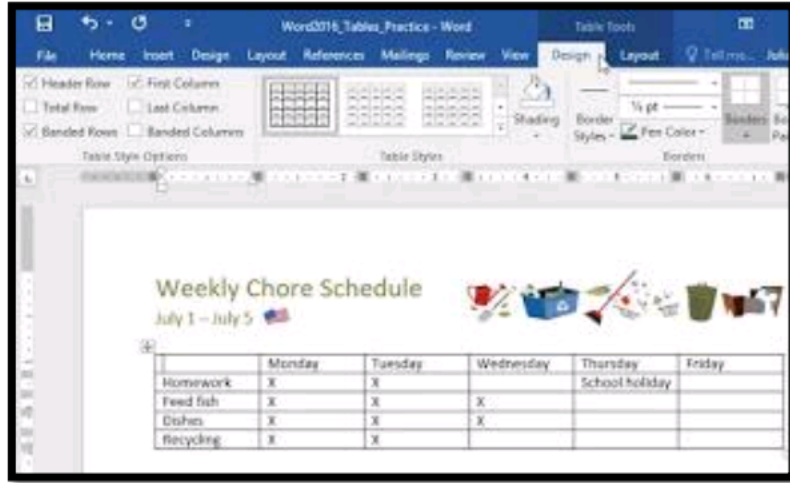 Word2016_Tables_Practice - Word
Table Tools
File Home Insert Design Layout References Mailings Review View Design Layout Tell me...
Header Row First Column
Total Row Last Column
Banded Rows Banded Columns
Shading
Border Styles
½ pt
Pen Color
Borders
Table Style Options
Table Styles
Borders
Weekly Chore Schedule
July 1 – July 5
Monday Tuesday Wednesday Thursday Friday
Homework X X School holiday
Feed fish X X X
Dishes X X X
Recycling X X